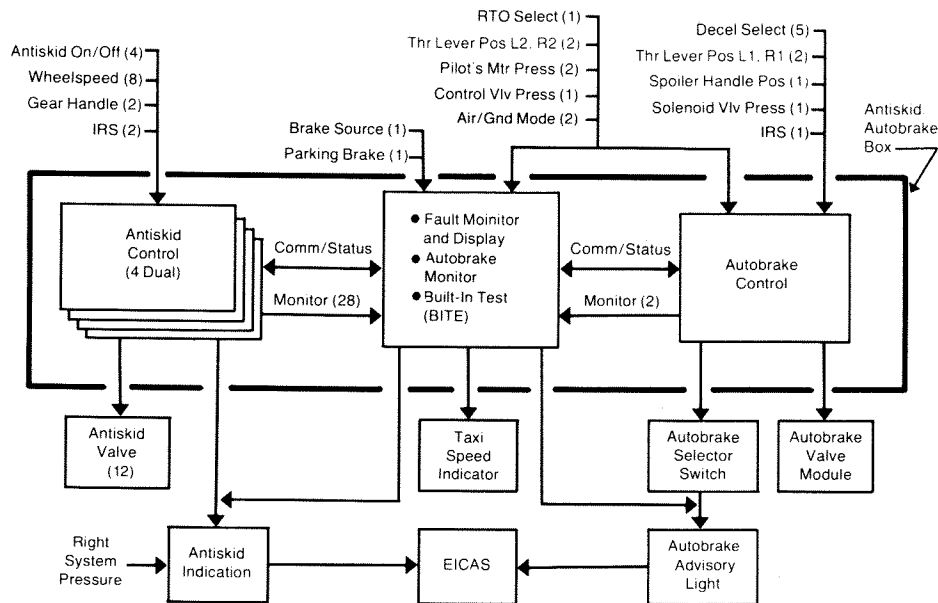 RTO Select (1)
Thr Lever Pos L2, R2 (2)
Pilot's Mtr Press (2)
Control Vlv Press (1)
Air/Gnd Mode (2)
Decel Select (5)
Thr Lever Pos L1, R1 (2)
Spoiler Handle Pos (1)
Solenoid Vlv Press (1)
IRS (1)
Antiskid On/Off (4)
Wheelspeed (8)
Gear Handle (2)
IRS (2)
Brake Source (1)
Parking Brake (1)
Antiskid
Autobrake
Box
Antiskid
Control
(4 Dual)
Comm/Status
Monitor (28)
● Fault Moinitor
and Display
● Autobrake
Monitor
● Built-In Test
(BITE)
Comm/Status
Monitor (2)
Autobrake
Control
Antiskid
Valve
(12)
Taxi
Speed
Indicator
Autobrake
Selector
Switch
Autobrake
Valve
Module
Right
System
Pressure
Antiskid
Indication
EICAS
Autobrake
Advisory
Light